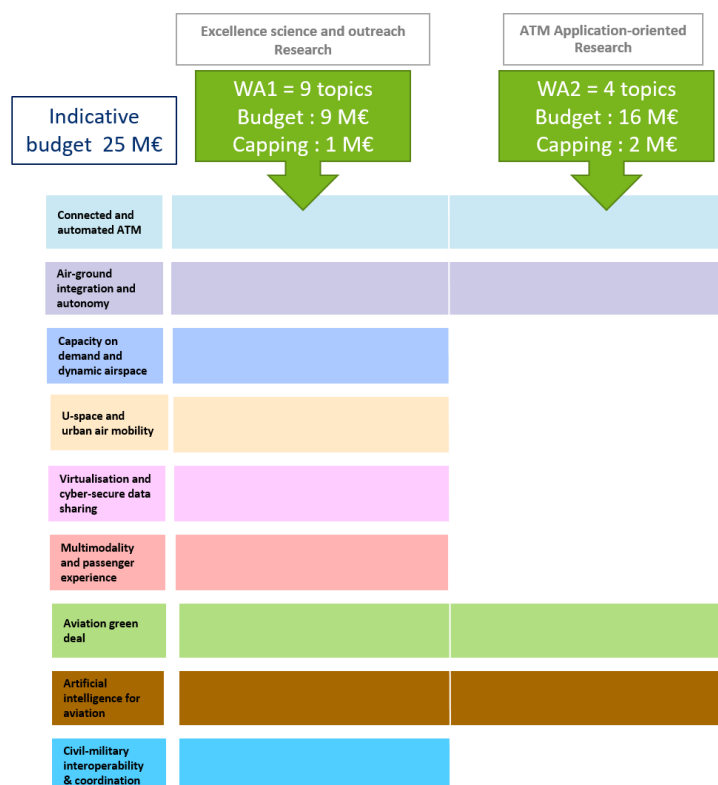 Excellence science and outreach
Research
ATM Application-oriented
Research
Indicative
budget 25 M€
WA1 = 9 topics
Budget : 9 M€
Capping : 1 M€
WA2 = 4 topics
Budget : 16 M€
Capping : 2 M€
Connected and
automated ATM
Air-ground
integration and
autonomy
Capacity on
demand and
dynamic airspace
U-space and
urban air mobility
Virtualisation and
cyber-secure data
sharing
Multimodality
and passenger
experience
Aviation green
deal
Artificial
intelligence for
aviation
Civil-military
interoperability
& coordination